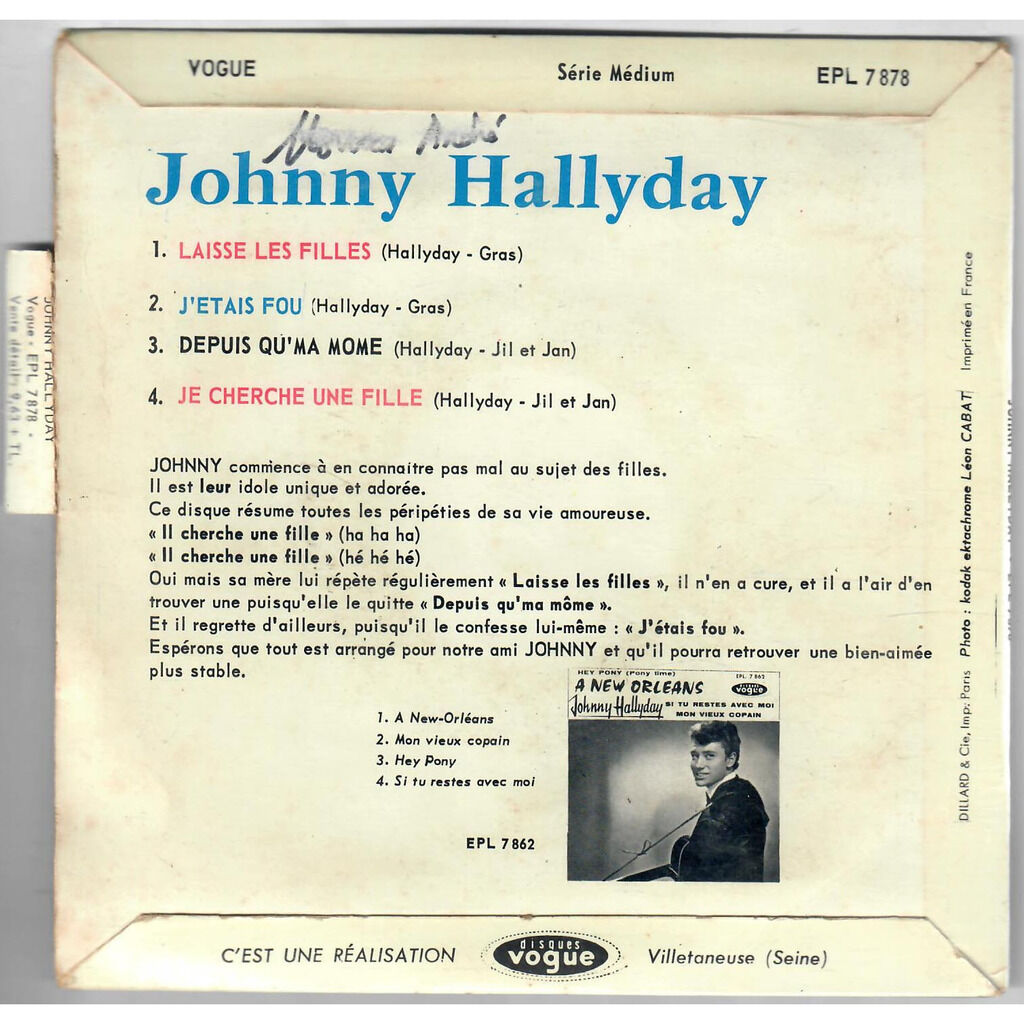 VOGUE Série Médium EPL 7878
André
Johnny Hallyday
1. LAISSE LES FILLES (Hallyday - Gras)
2. J'ETAIS FOU (Hallyday - Gras)
3. DEPUIS QU'MA MOME (Hallyday - Jil et Jan)
4. JE CHERCHE UNE FILLE (Hallyday - Jil et Jan)
JOHNNY commence à en connaitre pas mal au sujet des filles.
Il est leur idole unique et adorée.
Ce disque résume toutes les péripéties de sa vie amoureuse.
« Il cherche une fille » (ha ha ha)
« Il cherche une fille » (hé hé hé)
Oui mais sa mère lui répète régulièrement « Laisse les filles », il n'en a cure, et il a l'air d'en
trouver une puisqu'elle le quitte « Depuis qu'ma môme ».
Et il regrette d'ailleurs, puisqu'il le confesse lui-même : « J'étais fou ».
Espérons que tout est arrangé pour notre ami JOHNNY et qu'il pourra retrouver une bien-aimée
plus stable.
1. A New-Orléans
2. Mon vieux copain
3. Hey Pony
4. Si tu restes avec moi
EPL 7862
HEY PONY (Pony time) EPL 7862
A NEW ORLEANS disques vogue
Johnny Hallyday SI TU RESTES AVEC MOI
MON VIEUX COPAIN
C'EST UNE RÉALISATION disques vogue Villetaneuse (Seine)
DILLARD & Cie, Imp. Paris Photo : kodak ektachrome Léon CABAT Imprimé en France
JOHNNY HALLYDAY
Vogue - EPL 7878 -
Vente détail : 9,61 + TL.